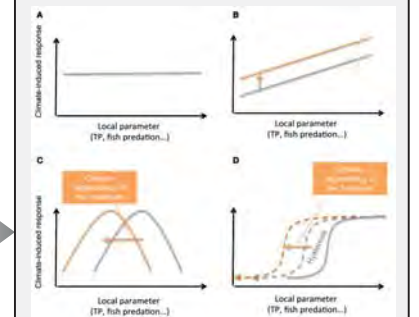 A
Climate-induced response
Local parameter
(TP, fish predation...)
B
Local parameter
(TP, fish predation...)
C
Climate-induced response
Local parameter
(TP, fish predation...)
D
Hysteresis
Local parameter
(TP, fish predation...)